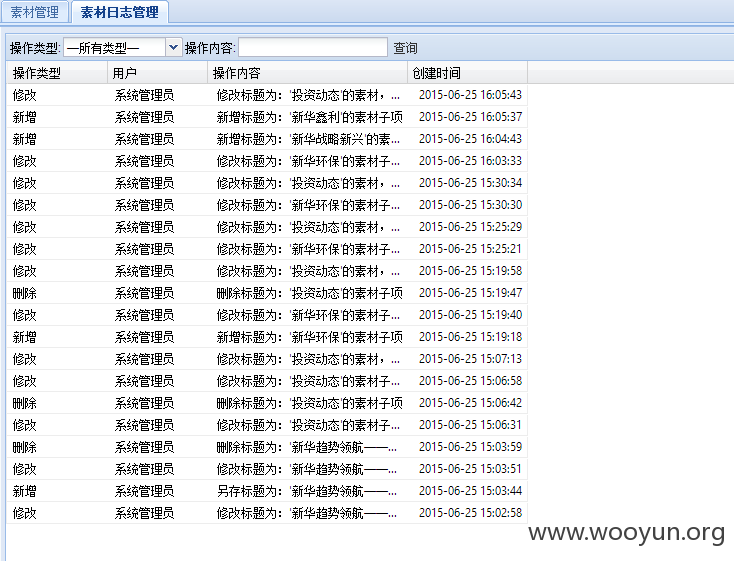 素材管理 素材日志管理
操作类型: —所有类型— 操作内容: 查询
操作类型 用户 操作内容 创建时间
修改 系统管理员 修改标题为：'投资动态'的素材，... 2015-06-25 16:05:43
新增 系统管理员 新增标题为：'新华鑫利'的素材子项 2015-06-25 16:05:37
新增 系统管理员 新增标题为：'新华战略新兴'的素... 2015-06-25 16:04:43
修改 系统管理员 修改标题为：'新华环保'的素材子... 2015-06-25 16:03:33
修改 系统管理员 修改标题为：'投资动态'的素材，... 2015-06-25 15:30:34
修改 系统管理员 修改标题为：'新华环保'的素材子... 2015-06-25 15:30:30
修改 系统管理员 修改标题为：'投资动态'的素材，... 2015-06-25 15:25:29
修改 系统管理员 修改标题为：'新华环保'的素材子... 2015-06-25 15:25:21
修改 系统管理员 修改标题为：'投资动态'的素材，... 2015-06-25 15:19:58
删除 系统管理员 删除标题为：'投资动态'的素材子项 2015-06-25 15:19:47
修改 系统管理员 修改标题为：'新华环保'的素材子... 2015-06-25 15:19:40
新增 系统管理员 新增标题为：'新华环保'的素材子项 2015-06-25 15:19:18
修改 系统管理员 修改标题为：'投资动态'的素材，... 2015-06-25 15:07:13
修改 系统管理员 修改标题为：'投资动态'的素材子... 2015-06-25 15:06:58
删除 系统管理员 删除标题为：'投资动态'的素材子项 2015-06-25 15:06:42
修改 系统管理员 修改标题为：'投资动态'的素材子... 2015-06-25 15:06:31
删除 系统管理员 删除标题为：'新华趋势领航——... 2015-06-25 15:03:59
修改 系统管理员 修改标题为：'新华趋势领航——... 2015-06-25 15:03:51
新增 系统管理员 另存标题为：'新华趋势领航——... 2015-06-25 15:03:44
修改 系统管理员 修改标题为：'新华趋势领航——... 2015-06-25 15:02:58
www.wooyun.org